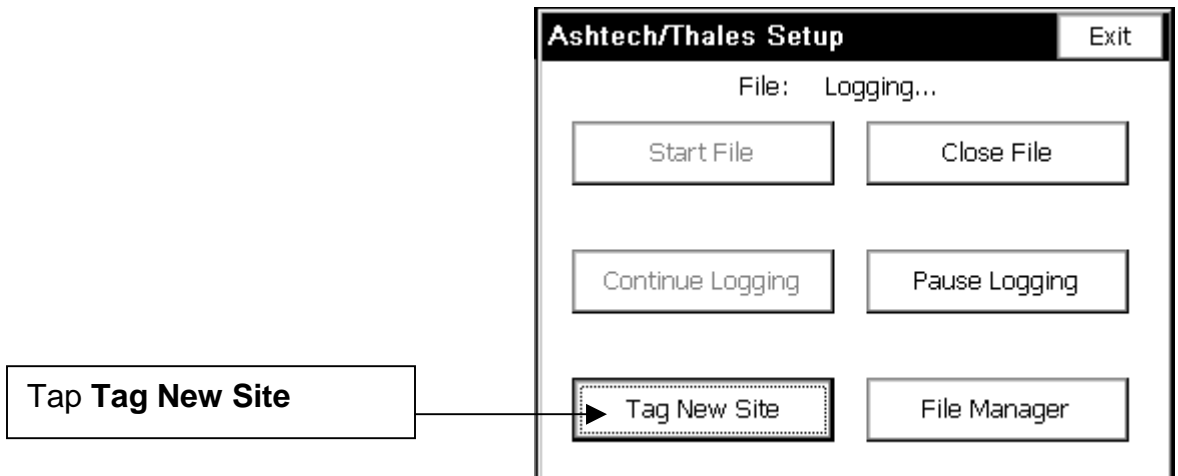 Ashtech/Thales Setup Exit
File: Logging...
Start File Close File
Continue Logging Pause Logging
Tap Tag New Site
Tag New Site File Manager